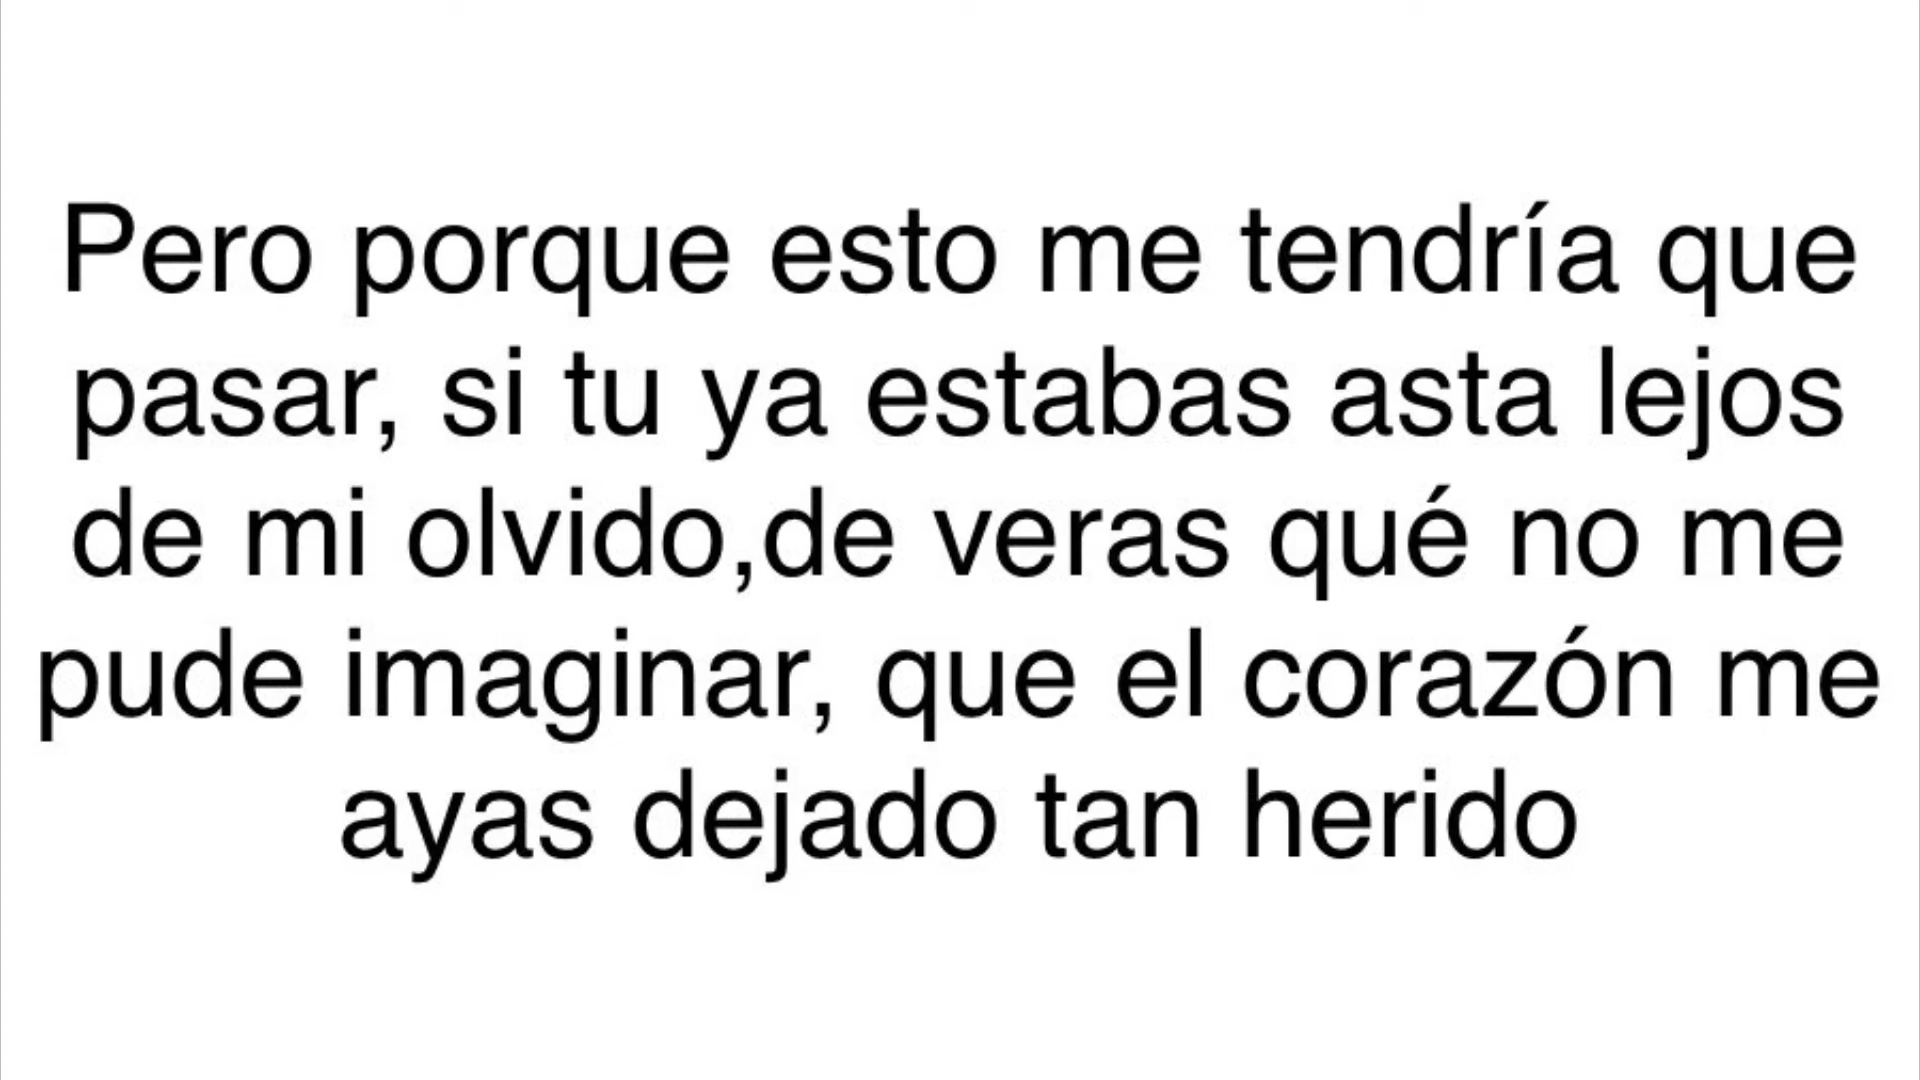 Pero porque esto me tendría que
pasar, si tu ya estabas asta lejos
de mi olvido,de veras qué no me
pude imaginar, que el corazón me
ayas dejado tan herido